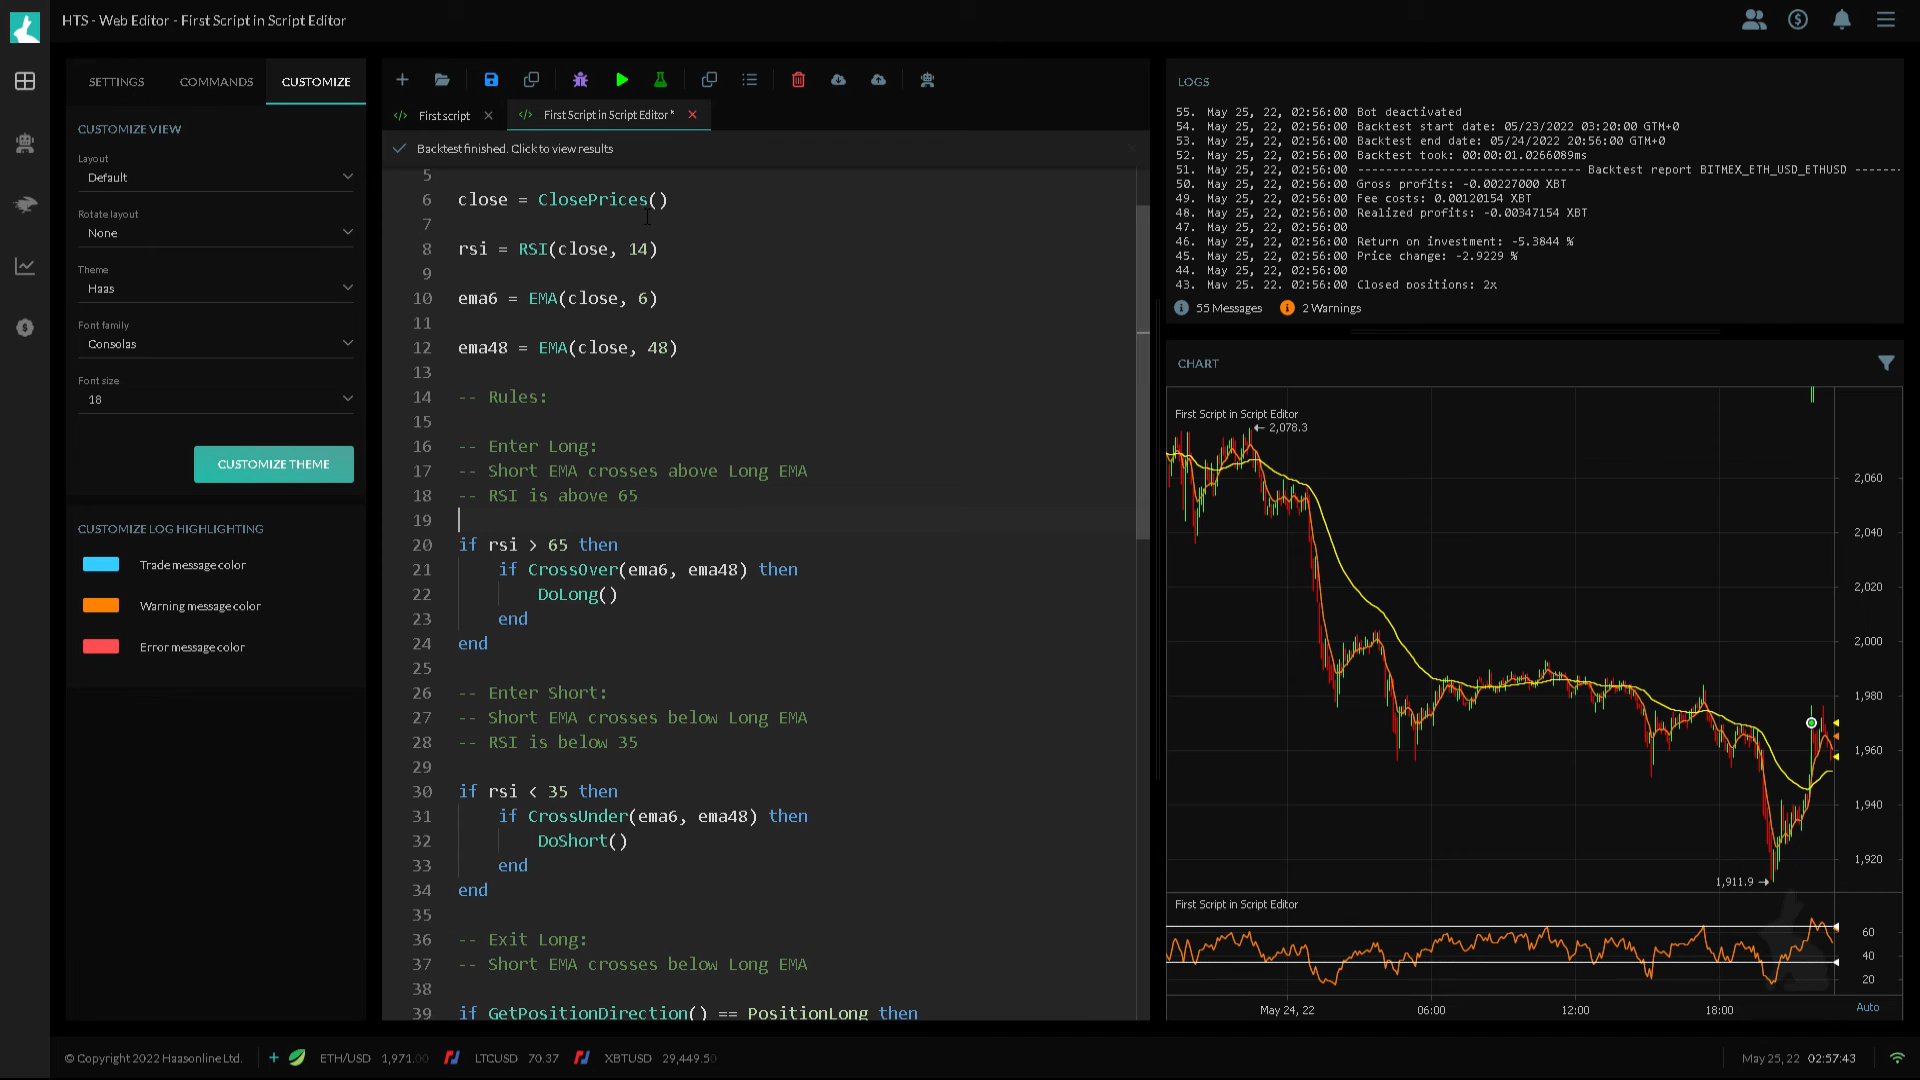 HTS - Web Editor - First Script in Script Editor
SETTINGS
COMMANDS
CUSTOMIZE
CUSTOMIZE VIEW
Layout
Default
Rotate layout
None
Theme
Haas
Font family
Consolas
Font size
18
CUSTOMIZE THEME
CUSTOMIZE LOG HIGHLIGHTING
Trade message color
Warning message color
Error message color
First script
First Script in Script Editor *
Backtest finished. Click to view results
5
6 close = ClosePrices()
7
8 rsi = RSI(close, 14)
9
10 ema6 = EMA(close, 6)
11
12 ema48 = EMA(close, 48)
13
14 -- Rules:
15
16 -- Enter Long:
17 -- Short EMA crosses above Long EMA
18 -- RSI is above 65
19
20 if rsi > 65 then
21 if CrossOver(ema6, ema48) then
22 DoLong()
23 end
24 end
25
26 -- Enter Short:
27 -- Short EMA crosses below Long EMA
28 -- RSI is below 35
29
30 if rsi < 35 then
31 if CrossUnder(ema6, ema48) then
32 DoShort()
33 end
34 end
35
36 -- Exit Long:
37 -- Short EMA crosses below Long EMA
38
39 if GetPositionDirection() == PositionLong then
LOGS
55. May 25, 22, 02:56:00 Bot deactivated
54. May 25, 22, 02:56:00 Backtest start date: 05/23/2022 03:20:00 GTM+0
53. May 25, 22, 02:56:00 Backtest end date: 05/24/2022 20:56:00 GTM+0
52. May 25, 22, 02:56:00 Backtest took: 00:00:01.0266089ms
51. May 25, 22, 02:56:00 ------------------------------ Backtest report BITMEX_ETH_USD_ETHUSD ------
50. May 25, 22, 02:56:00 Gross profits: -0.00227000 XBT
49. May 25, 22, 02:56:00 Fee costs: 0.00120154 XBT
48. May 25, 22, 02:56:00 Realized profits: -0.00347154 XBT
47. May 25, 22, 02:56:00
46. May 25, 22, 02:56:00 Return on investment: -5.3844 %
45. May 25, 22, 02:56:00 Price change: -2.9229 %
44. May 25, 22, 02:56:00
43. May 25, 22, 02:56:00 Closed positions: 2x
55 Messages
2 Warnings
CHART
First Script in Script Editor
2,078.3
2,060
2,040
2,020
2,000
1,980
1,960
1,940
1,920
1,911.9
First Script in Script Editor
60
40
20
May 24, 22
06:00
12:00
18:00
Auto
© Copyright 2022 Haasonline Ltd.
ETH/USD 1,971.00
LTCUSD 70.37
XBTUSD 29,449.50
May 25, 22 02:57:43